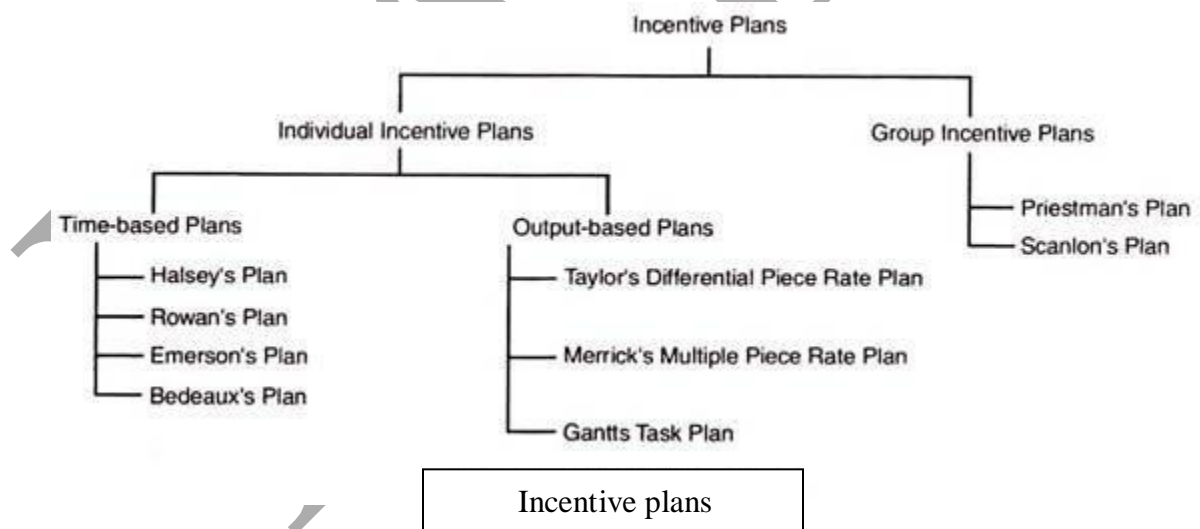 Incentive Plans
Individual Incentive Plans
Group Incentive Plans
Time-based Plans
Halsey's Plan
Rowan's Plan
Emerson's Plan
Bedeaux's Plan
Output-based Plans
Taylor's Differential Piece Rate Plan
Merrick's Multiple Piece Rate Plan
Gantts Task Plan
Priestman's Plan
Scanlon's Plan
Incentive plans